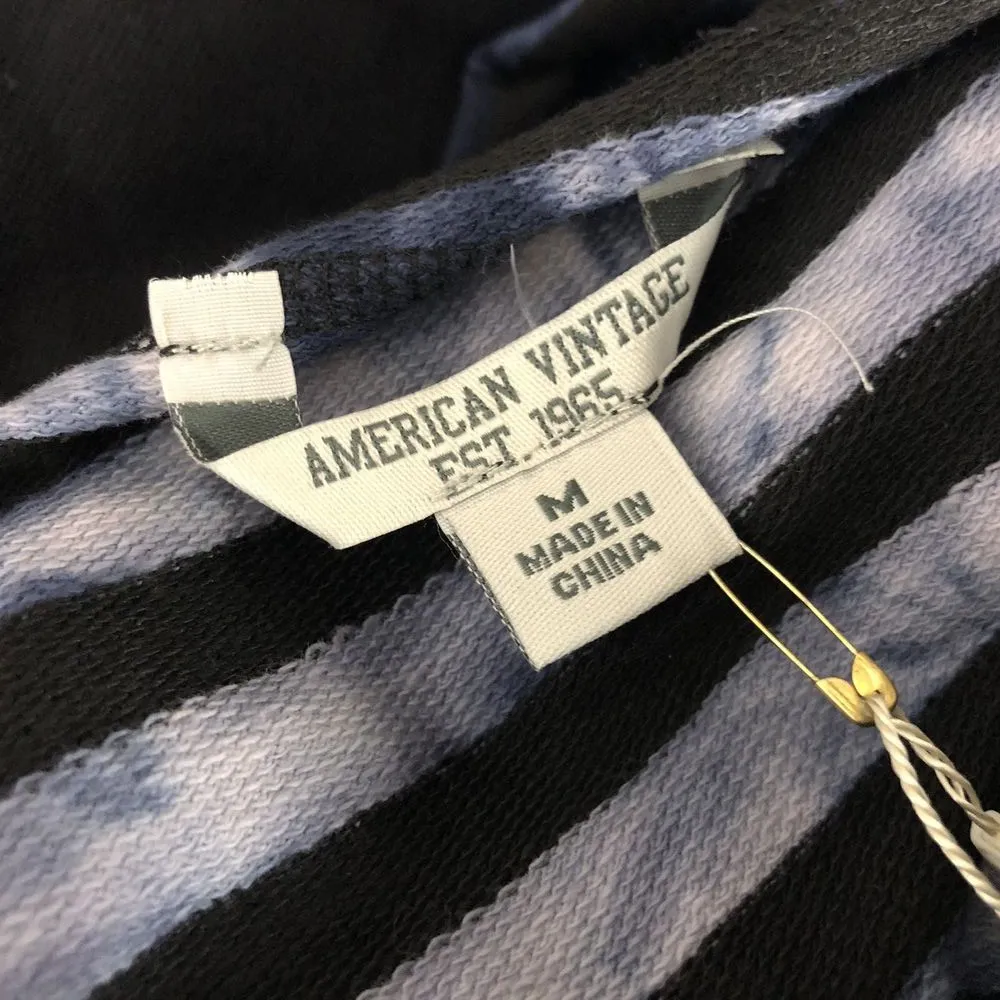 AMERICAN VINTAGE
EST. 1965
M
MADE IN
CHINA